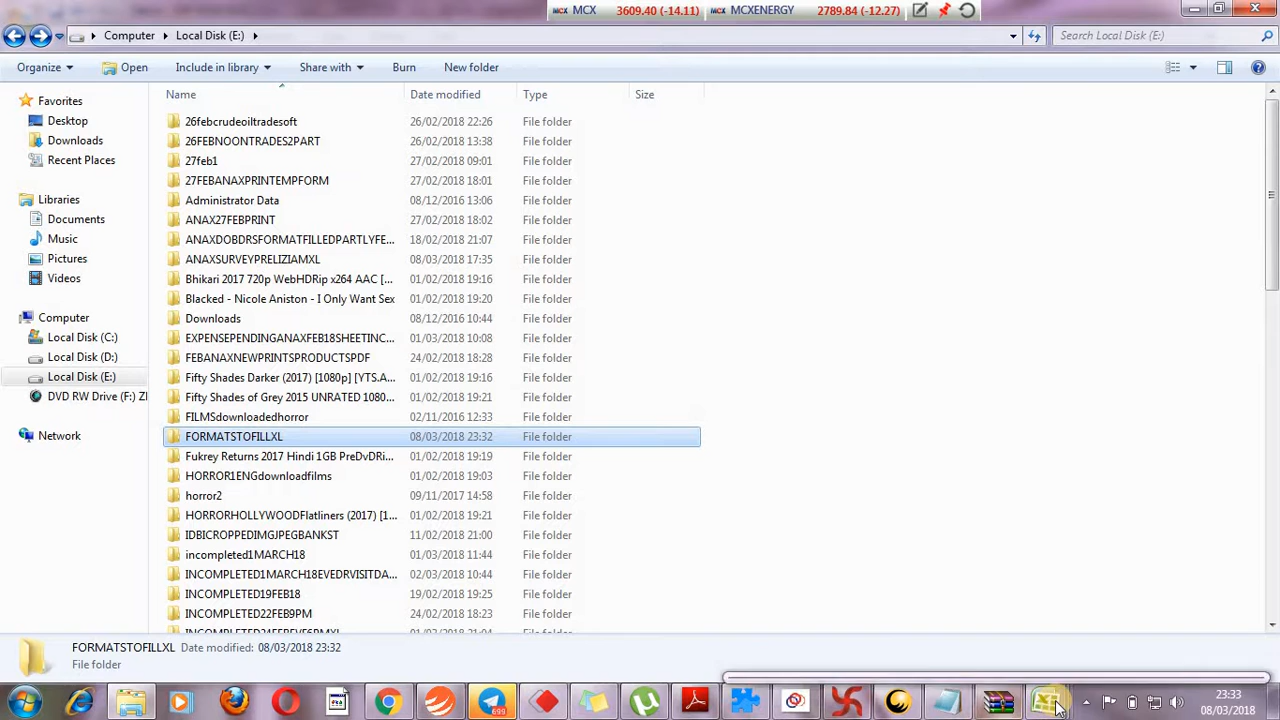 MCX MCX 3609.40 (-14.11) MCX MCXENERGY 2789.84 (-12.27)
Computer Local Disk (E:) Search Local Disk (E:)
Organize Open Include in library Share with Burn New folder
Name Date modified Type Size
Favorites
Desktop
Downloads
Recent Places
Libraries
Documents
Music
Pictures
Videos
Computer
Local Disk (C:)
Local Disk (D:)
Local Disk (E:)
DVD RW Drive (F:) ZI
Network
26febcrudeoiltradesoft 26/02/2018 22:26 File folder
26FEBNOONTRADES2PART 26/02/2018 13:38 File folder
27feb1 27/02/2018 09:01 File folder
27FEBANAXPRINTEMPFORM 27/02/2018 18:01 File folder
Administrator Data 08/12/2016 13:06 File folder
ANAX27FEBPRINT 27/02/2018 18:02 File folder
ANAXDOBDRSFORMATFILLEDPARTLYFE... 18/02/2018 21:07 File folder
ANAXSURVEYPRELIZIAMXL 08/03/2018 17:35 File folder
Bhikari 2017 720p WebHDRip x264 AAC [... 01/02/2018 19:16 File folder
Blacked - Nicole Aniston - I Only Want Sex 01/02/2018 19:20 File folder
Downloads 08/12/2016 10:44 File folder
EXPENSEPENDINGANAXFEB18SHEETINC... 01/03/2018 10:08 File folder
FEBANAXNEWPRINTSPRODUCTSPDF 24/02/2018 18:28 File folder
Fifty Shades Darker (2017) [1080p] [YTS.A... 01/02/2018 19:16 File folder
Fifty Shades of Grey 2015 UNRATED 1080... 01/02/2018 19:21 File folder
FILMSdownloadedhorror 02/11/2016 12:33 File folder
FORMATSTOFILLXL 08/03/2018 23:32 File folder
Fukrey Returns 2017 Hindi 1GB PreDvDRi... 01/02/2018 19:19 File folder
HORROR1ENGdownloadfilms 01/02/2018 19:03 File folder
horror2 09/11/2017 14:58 File folder
HORRORHOLLYWOODFlatliners (2017) [1... 01/02/2018 19:21 File folder
IDBICROPPEDIMGJPEGBANKST 11/02/2018 21:00 File folder
incompleted1MARCH18 01/03/2018 11:44 File folder
INCOMPLETED1MARCH18EVEDRVISITDA... 02/03/2018 10:44 File folder
INCOMPLETED19FEB18 19/02/2018 19:25 File folder
INCOMPLETED22FEB9PM 24/02/2018 18:23 File folder
FORMATSTOFILLXL Date modified: 08/03/2018 23:32
File folder
699
23:33
08/03/2018